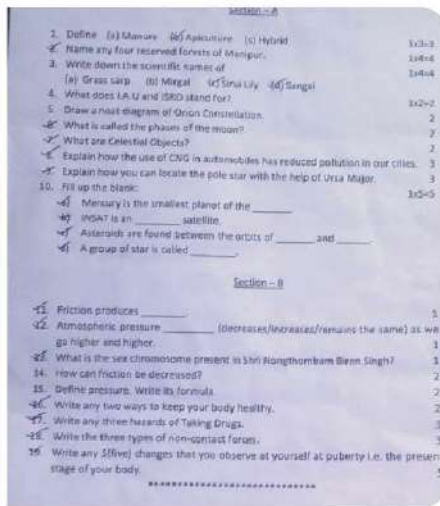 Section – A
1. Define (a) Manure (b) Apiculture (c) Hybrid 1x3=3
2. Name any four reserved forests of Manipur. 1x4=4
3. Write down the scientific names of 1x4=4
(a) Grass carp (b) Mrigal (c) Siroi Lily (d) Sangai
4. What does I.A.U and ISRO stand for? 1x2=2
5. Draw a neat diagram of Orion Constellation. 2
6. What is called the phases of the moon? 2
7. What are Celestial Objects? 2
8. Explain how the use of CNG in automobiles has reduced pollution in our cities. 3
9. Explain how you can locate the pole star with the help of Ursa Major. 3
10. Fill up the blank: 1x5=5
a) Mercury is the smallest planet of the ______
b) INSAT is an ________ satellite.
c) Asteroids are found between the orbits of ______ and ______.
d) A group of star is called ________.
Section – B
11. Friction produces ________ 1
12. Atmospheric pressure ________ (decreases/increases/remains the same) as we
go higher and higher. 1
13. What is the sex chromosome present in Shri Nongthombam Biren Singh? 1
14. How can friction be decreased? 2
15. Define pressure. Write its formula. 2
16. Write any two ways to keep your body healthy. 2
17. Write any three hazards of Taking Drugs. 3
18. Write the three types of non-contact forces. 3
19. Write any 5(five) changes that you observe at yourself at puberty i.e. the presen
stage of your body. 5
****************************